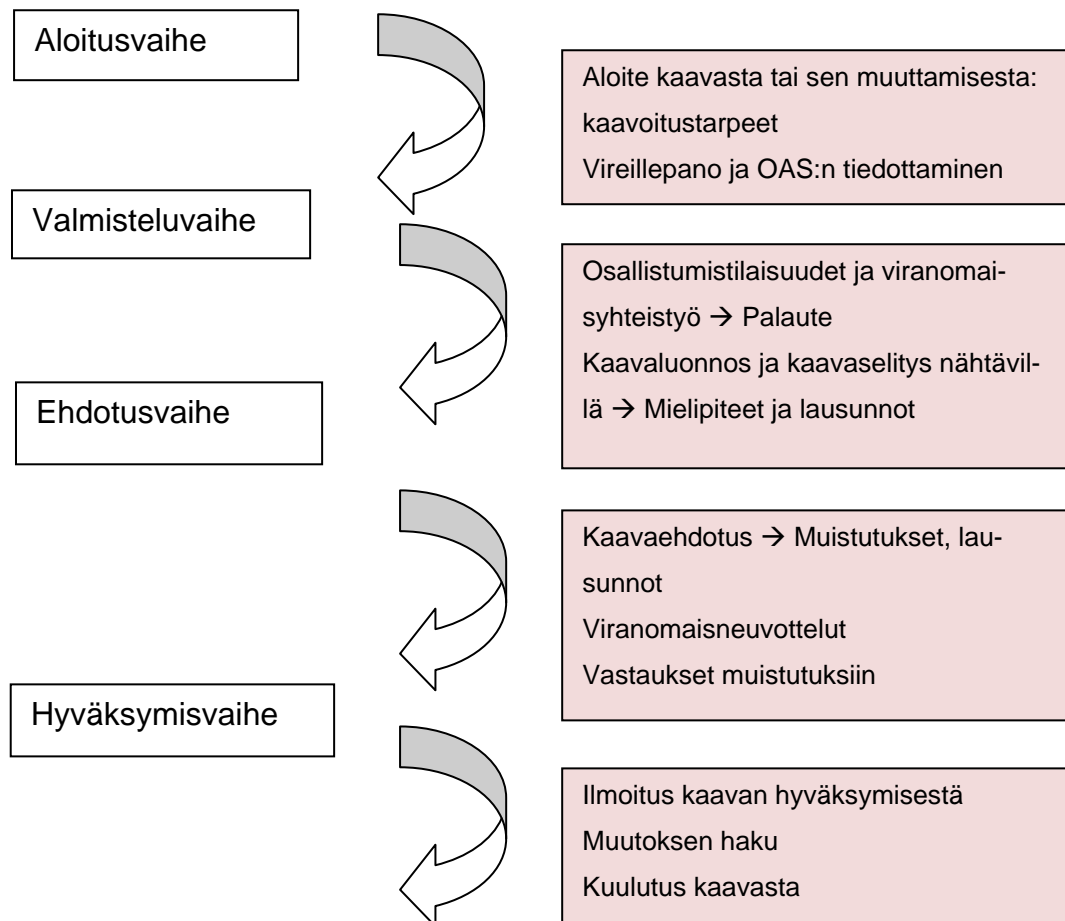 Aloitusvaihe
Aloite kaavasta tai sen muuttamisesta:
kaavoitustarpeet
Vireillepano ja OAS:n tiedottaminen
Valmisteluvaihe
Osallistumistilaisuudet ja viranomai-
syhteistyö → Palaute
Kaavaluonnos ja kaavaselitys nähtävil-
lä → Mielipiteet ja lausunnot
Ehdotusvaihe
Kaavaehdotus → Muistutukset, lau-
sunnot
Viranomaisneuvottelut
Vastaukset muistutuksiin
Hyväksymisvaihe
Ilmoitus kaavan hyväksymisestä
Muutoksen haku
Kuulutus kaavasta